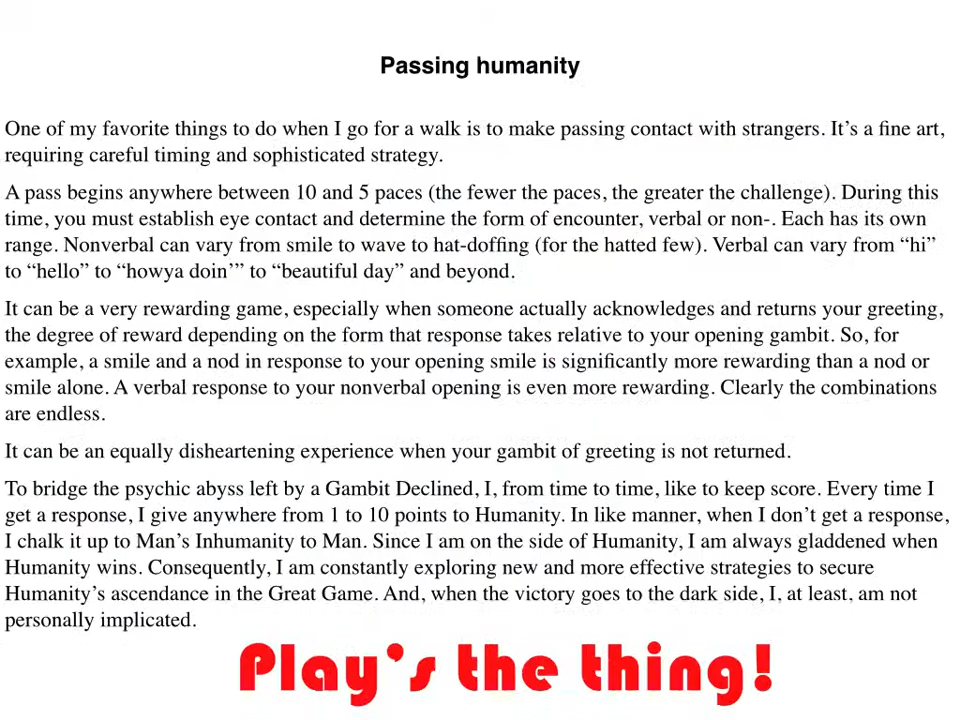 Passing humanity
One of my favorite things to do when I go for a walk is to make passing contact with strangers. It’s a fine art,
requiring careful timing and sophisticated strategy.
A pass begins anywhere between 10 and 5 paces (the fewer the paces, the greater the challenge). During this
time, you must establish eye contact and determine the form of encounter, verbal or non-. Each has its own
range. Nonverbal can vary from smile to wave to hat-doffing (for the hatted few). Verbal can vary from “hi”
to “hello” to “howya doin’” to “beautiful day” and beyond.
It can be a very rewarding game, especially when someone actually acknowledges and returns your greeting,
the degree of reward depending on the form that response takes relative to your opening gambit. So, for
example, a smile and a nod in response to your opening smile is significantly more rewarding than a nod or
smile alone. A verbal response to your nonverbal opening is even more rewarding. Clearly the combinations
are endless.
It can be an equally disheartening experience when your gambit of greeting is not returned.
To bridge the psychic abyss left by a Gambit Declined, I, from time to time, like to keep score. Every time I
get a response, I give anywhere from 1 to 10 points to Humanity. In like manner, when I don’t get a response,
I chalk it up to Man’s Inhumanity to Man. Since I am on the side of Humanity, I am always gladdened when
Humanity wins. Consequently, I am constantly exploring new and more effective strategies to secure
Humanity’s ascendance in the Great Game. And, when the victory goes to the dark side, I, at least, am not
personally implicated.
Play’s the thing!